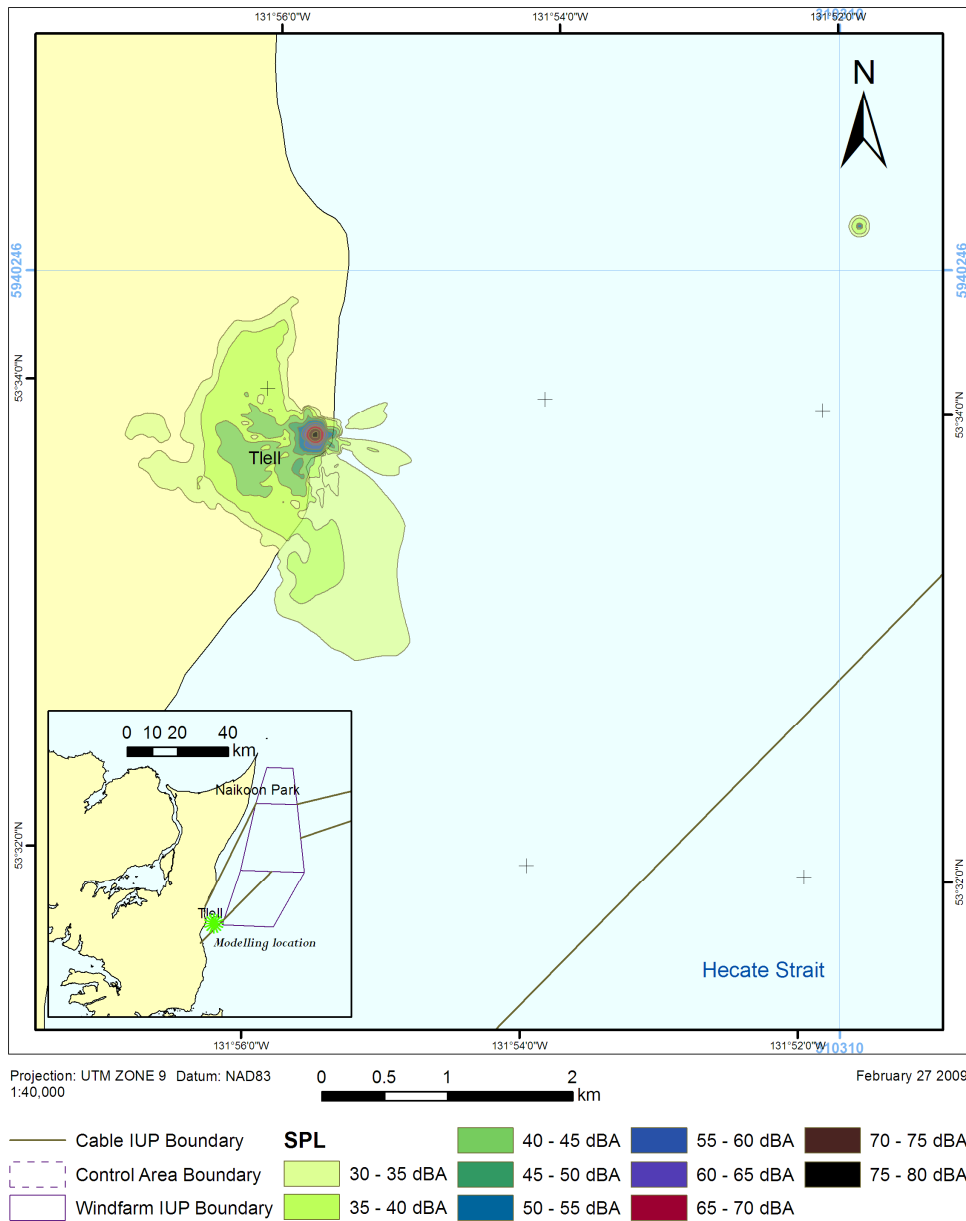 131°56'0"W 131°54'0"W 131°52'0"W
N
5940246
5940246
53°34'0"N
53°34'0"N
Tlell
0 10 20 40
km
Naikoon Park
Tlell
Modelling location
53°32'0"N
53°32'0"N
Hecate Strait
131°56'0"W 131°54'0"W 131°52'0"W
Projection: UTM ZONE 9 Datum: NAD83
1:40,000
0 0.5 1 2
km
February 27 2009
Cable IUP Boundary
Control Area Boundary
Windfarm IUP Boundary
SPL
30 - 35 dBA
35 - 40 dBA
40 - 45 dBA
45 - 50 dBA
50 - 55 dBA
55 - 60 dBA
60 - 65 dBA
65 - 70 dBA
70 - 75 dBA
75 - 80 dBA